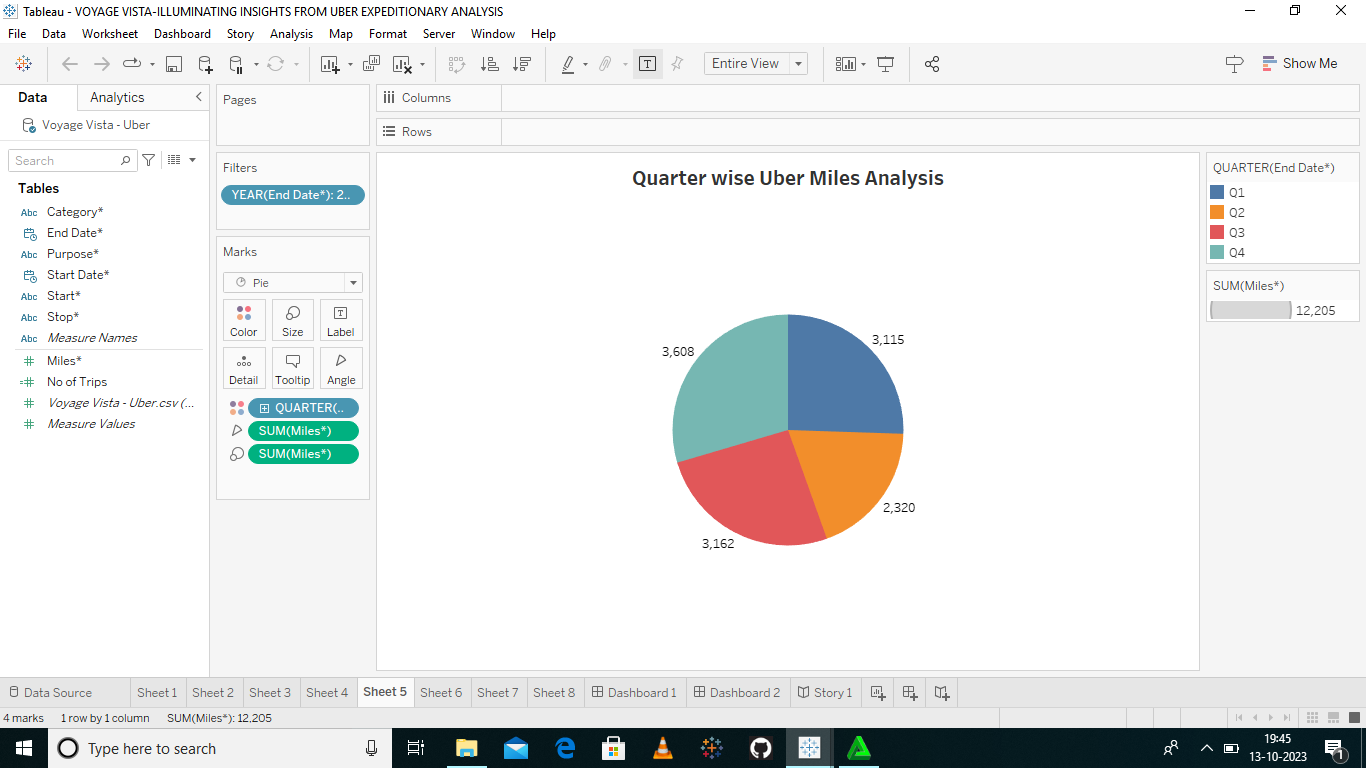 Tableau - VOYAGE VISTA-ILLUMINATING INSIGHTS FROM UBER EXPEDITIONARY ANALYSIS
File Data Worksheet Dashboard Story Analysis Map Format Server Window Help
Entire View
Show Me
Data Analytics
Voyage Vista - Uber
Search
Tables
Abc Category*
End Date*
Abc Purpose*
Start Date*
Abc Start*
Abc Stop*
Abc Measure Names
Miles*
No of Trips
Voyage Vista - Uber.csv (...
Measure Values
Pages
Filters
YEAR(End Date*): 2..
Marks
Pie
Color Size Label
Detail Tooltip Angle
QUARTER(..
SUM(Miles*)
SUM(Miles*)
Columns
Rows
Quarter wise Uber Miles Analysis
3,608
3,115
2,320
3,162
QUARTER(End Date*)
Q1
Q2
Q3
Q4
SUM(Miles*)
12,205
Data Source Sheet 1 Sheet 2 Sheet 3 Sheet 4 Sheet 5 Sheet 6 Sheet 7 Sheet 8 Dashboard 1 Dashboard 2 Story 1
4 marks 1 row by 1 column SUM(Miles*): 12,205
Type here to search
19:45
13-10-2023
1